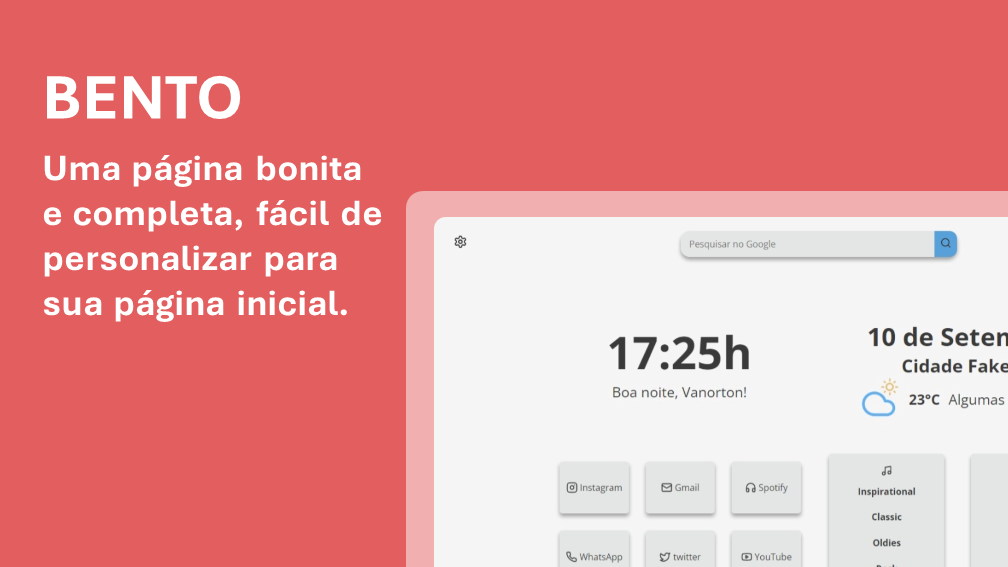 BENTO
Uma página bonita
e completa, fácil de
personalizar para
sua página inicial.
Pesquisar no Google
17:25h
Boa noite, Vanorton!
10 de Seten
Cidade Fake
23°C Algumas
Instagram
Gmail
Spotify
WhatsApp
twitter
YouTube
Inspirational
Classic
Oldies